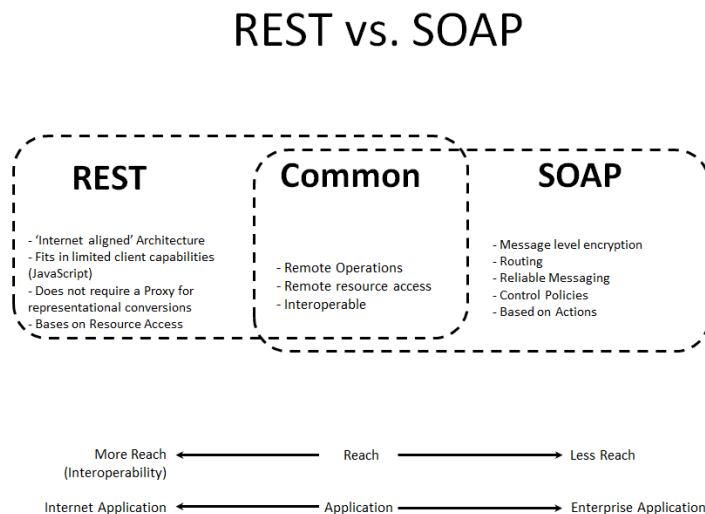 REST vs. SOAP
REST
- ‘Internet aligned’ Architecture
- Fits in limited client capabilities
(JavaScript)
- Does not require a Proxy for
representational conversions
- Bases on Resource Access
Common
- Remote Operations
- Remote resource access
- Interoperable
SOAP
- Message level encryption
- Routing
- Reliable Messaging
- Control Policies
- Based on Actions
More Reach
(Interoperability)
Reach
Less Reach
Internet Application
Application
Enterprise Application